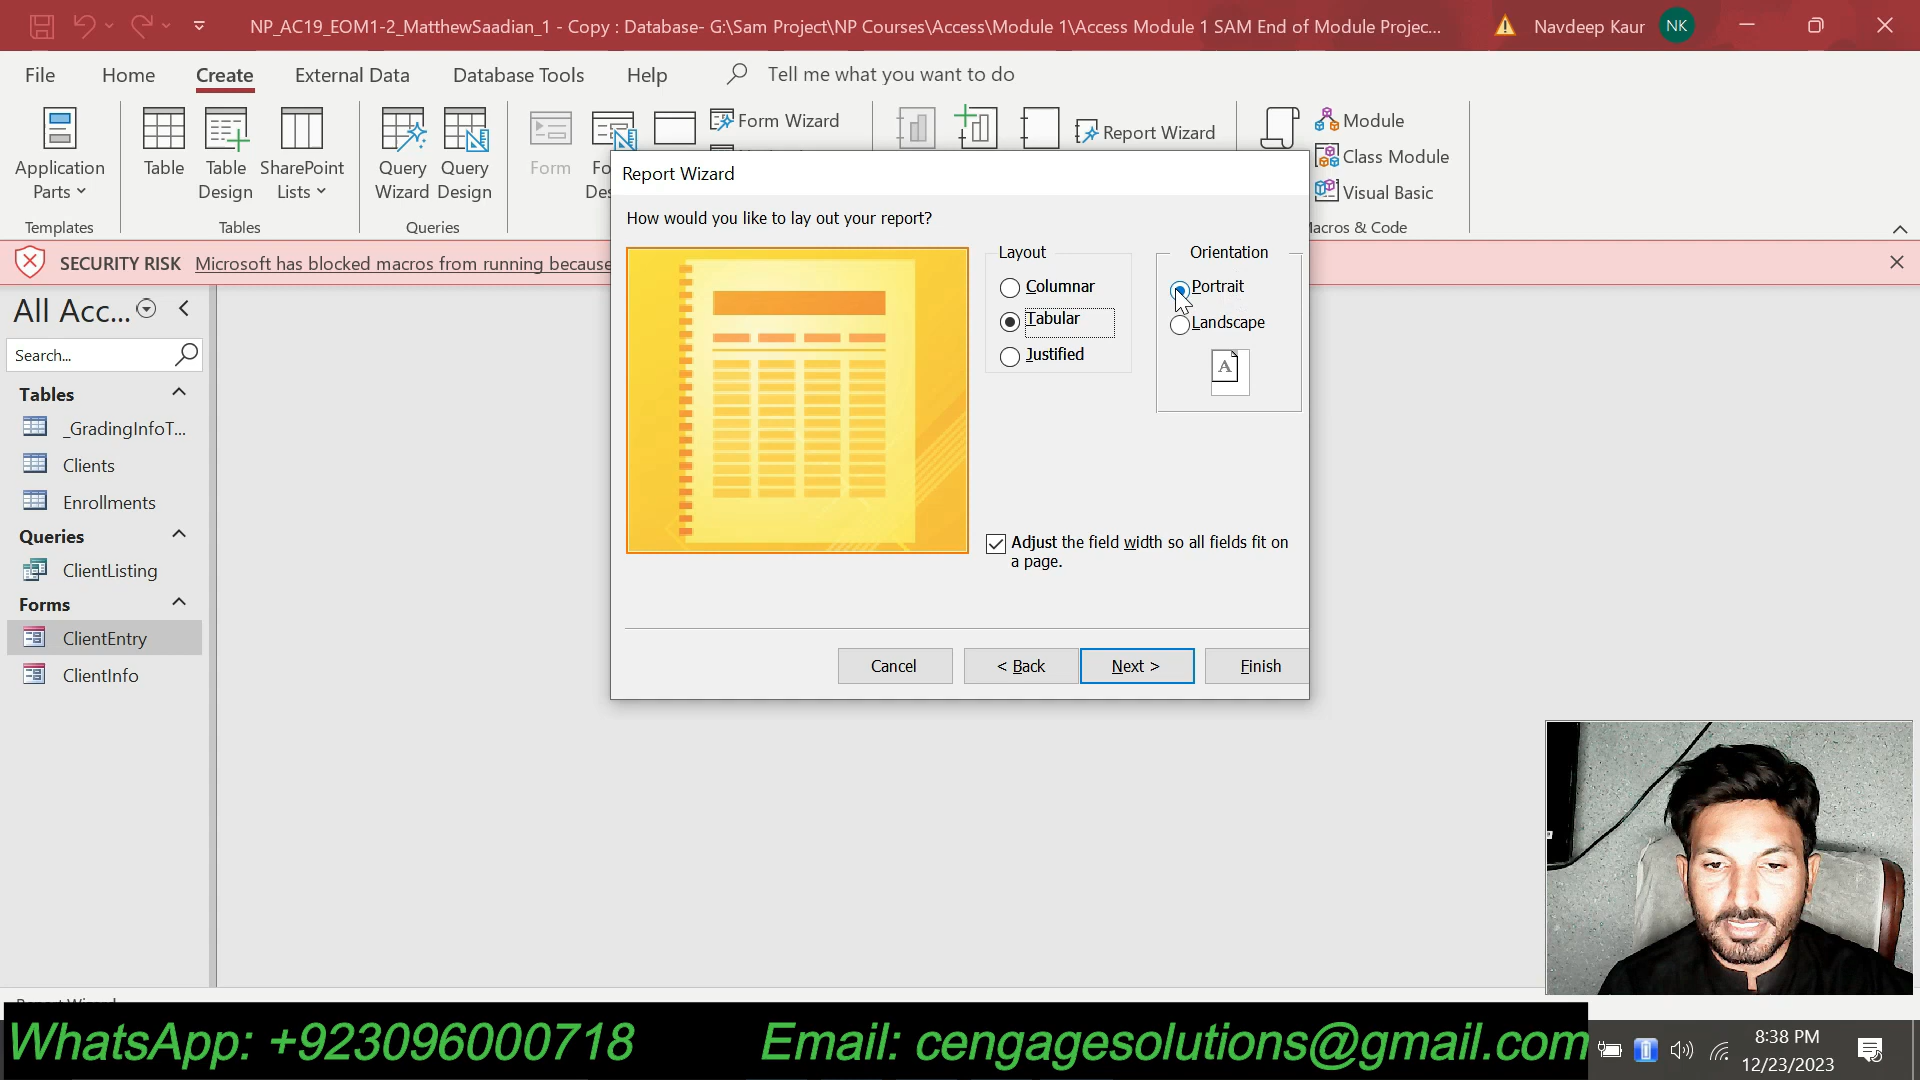 NP_AC19_EOM1-2_MatthewSaadian_1 - Copy : Database- G:\Sam Project\NP Courses\Access\Module 1\Access Module 1 SAM End of Module Projec...
Navdeep Kaur
NK
File
Home
Create
External Data
Database Tools
Help
Tell me what you want to do
Application
Parts
Templates
Table
Table
Design
SharePoint
Lists
Tables
Query
Wizard
Query
Design
Queries
Form
Fo
Des
Form Wizard
Report Wizard
Module
Class Module
Visual Basic
acros & Code
SECURITY RISK Microsoft has blocked macros from running because
All Acc...
Search...
Tables
_GradingInfoT...
Clients
Enrollments
Queries
ClientListing
Forms
ClientEntry
ClientInfo
Report Wizard
How would you like to lay out your report?
Layout
Columnar
Tabular
Justified
Orientation
Portrait
Landscape
A
Adjust the field width so all fields fit on
a page.
Cancel
< Back
Next >
Finish
WhatsApp: +923096000718
Email: cengagesolutions@gmail.com
8:38 PM
12/23/2023